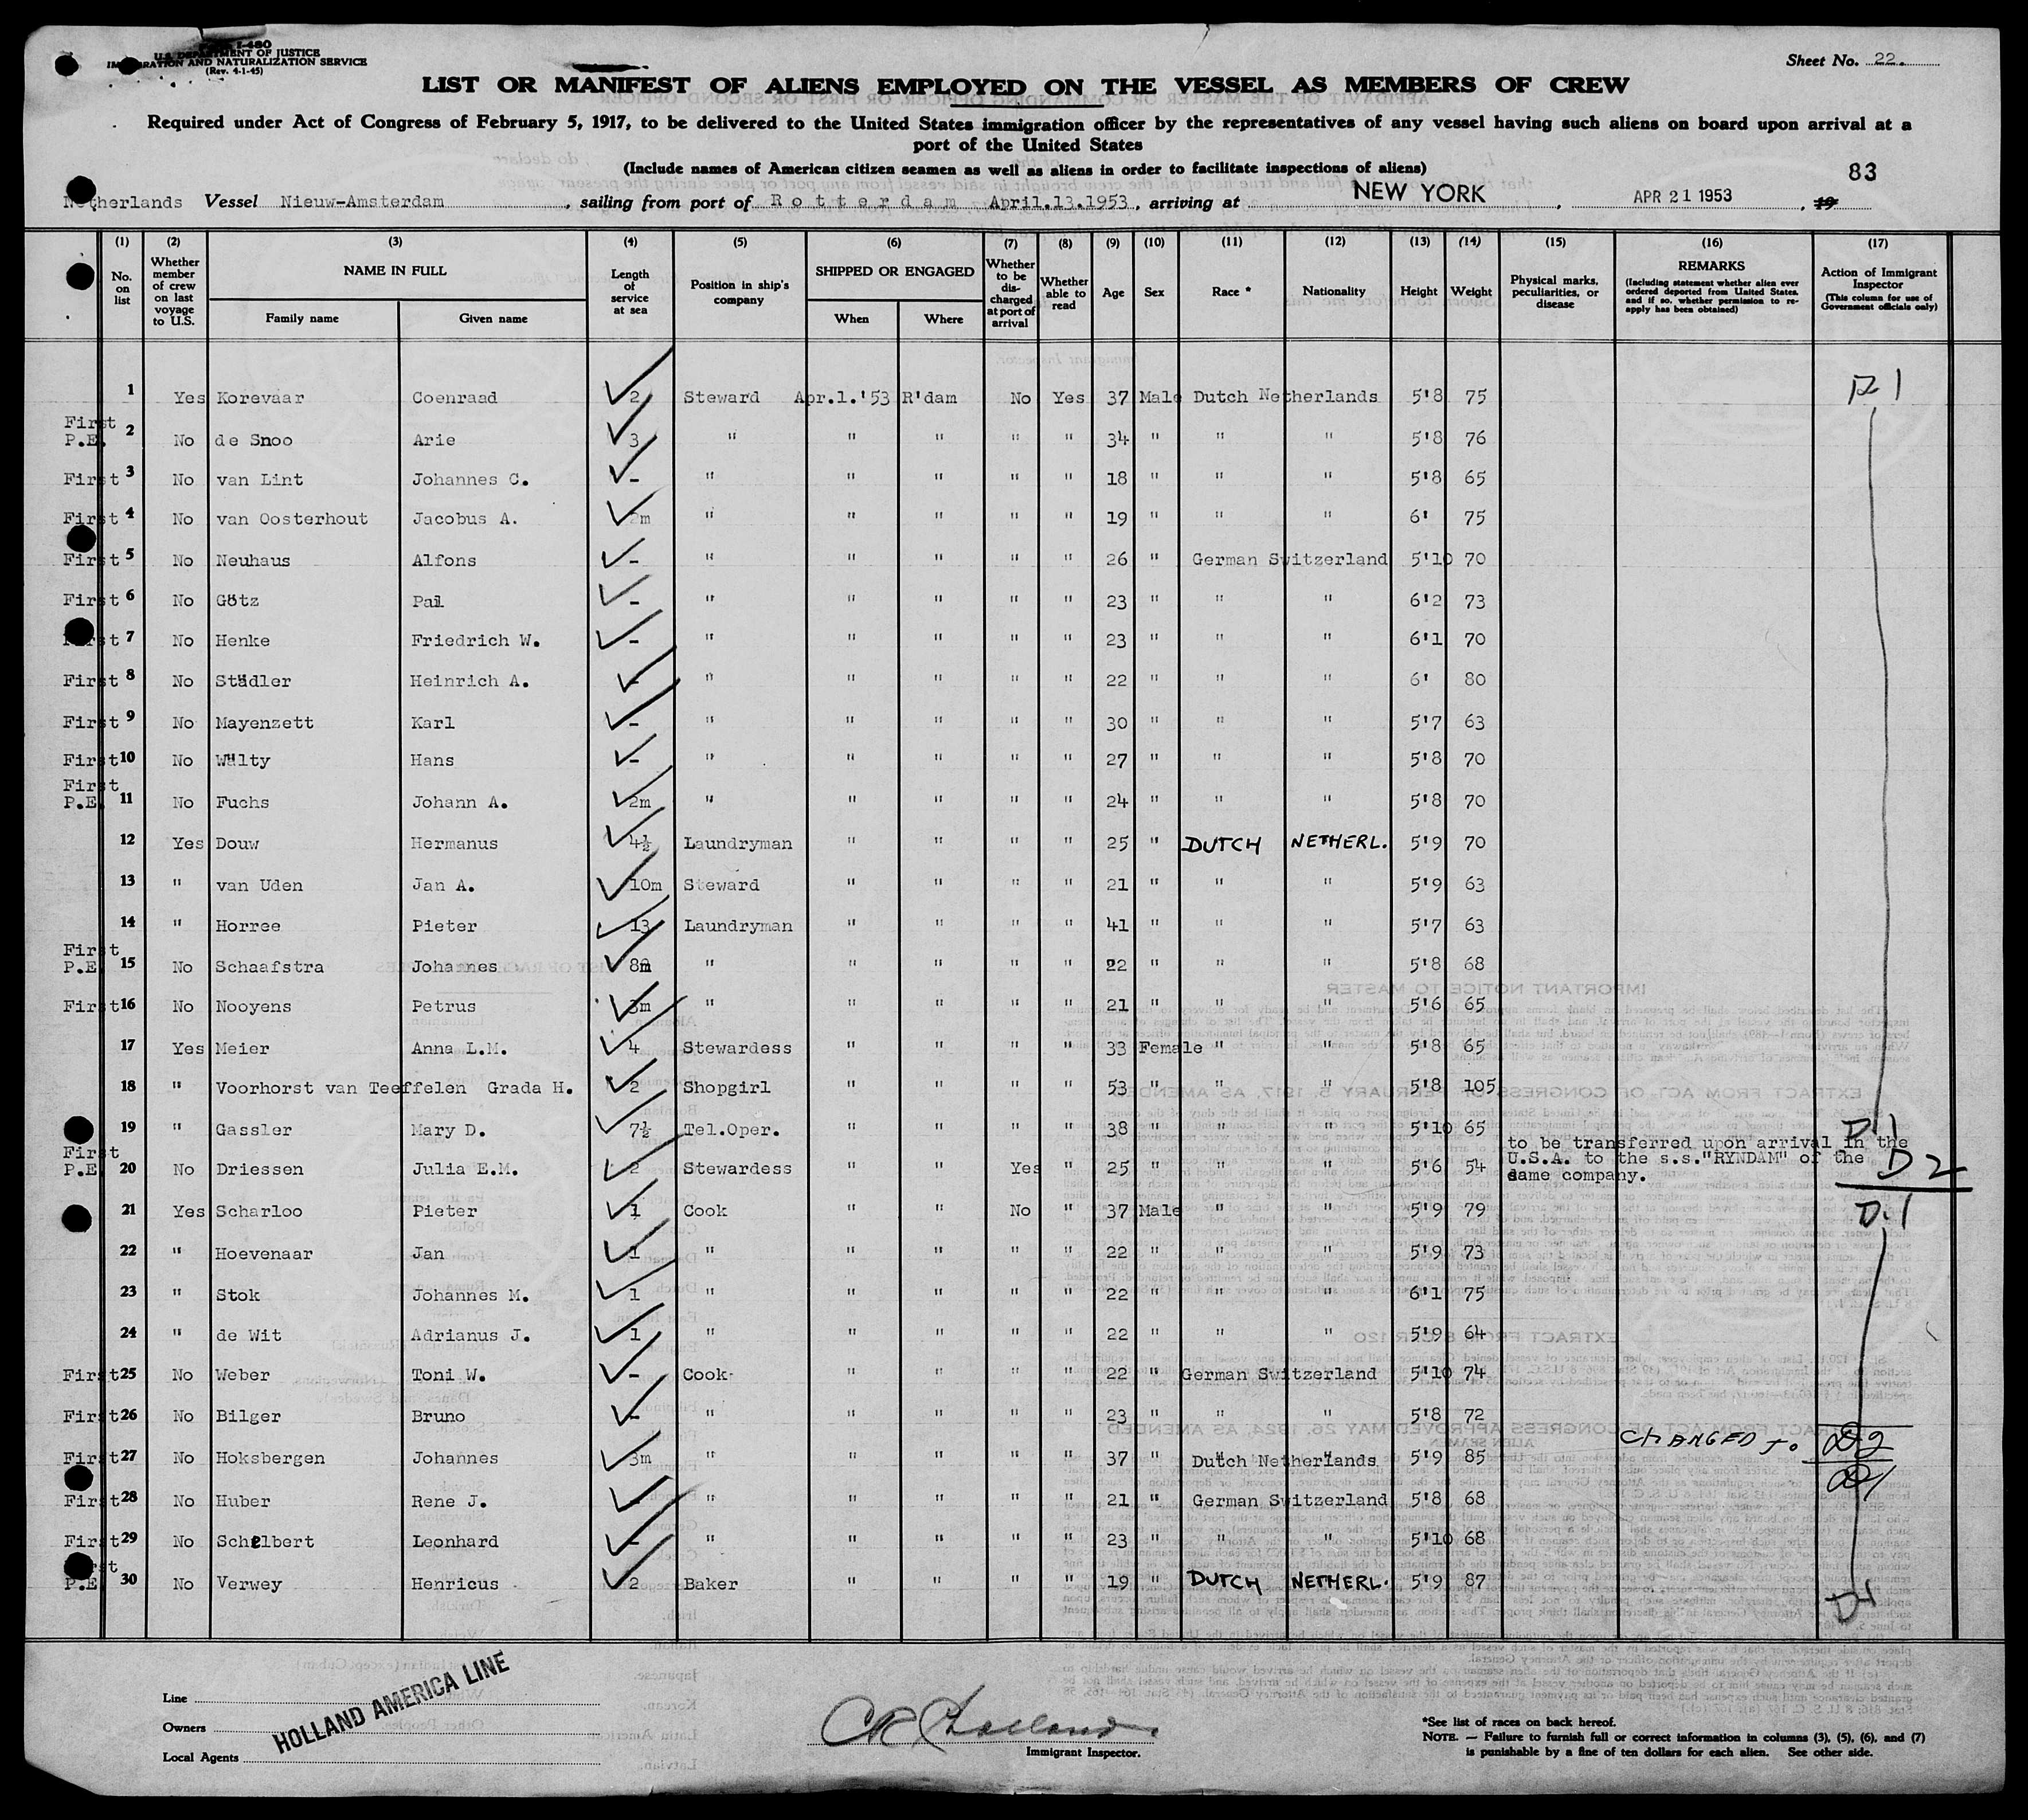 Form I-480
U.S. DEPARTMENT OF JUSTICE
IMMIGRATION AND NATURALIZATION SERVICE
(Rev. 4-1-45)
Sheet No. 22.
LIST OR MANIFEST OF ALIENS EMPLOYED ON THE VESSEL AS MEMBERS OF CREW
Required under Act of Congress of February 5, 1917, to be delivered to the United States immigration officer by the representatives of any vessel having such aliens on board upon arrival at a
port of the United States
(Include names of American citizen seamen as well as aliens in order to facilitate inspections of aliens)
83
Netherlands Vessel Nieuw-Amsterdam, sailing from port of Rotterdam April.13.1953, arriving at NEW YORK, APR 21 1953, 19
(1) (2) (3) (4) (5) (6) (7) (8) (9) (10) (11) (12) (13) (14) (15) (16) (17)
No. on list
Whether member of crew on last voyage to U.S.
NAME IN FULL
Family name Given name
Length of service at sea
Position in ship's company
SHIPPED OR ENGAGED
When Where
Whether to be discharged at port of arrival
Whether able to read
Age Sex Race * Nationality Height Weight
Physical marks, peculiarities, or disease
REMARKS
(Including statement whether alien ever ordered deported from United States, and if so, whether permission to reapply has been obtained)
Action of Immigrant Inspector
(This column for use of Government officials only)
1 Yes Korevaar Coenraad 2 Steward Apr.1.'53 R'dam No Yes 37 Male Dutch Netherlands 5'8 75 D 1
First P.E. 2 No de Snoo Arie 3 " " " " " 34 " " " 5'8 76
First 3 No van Lint Johannes C. - " " " " " 18 " " " 5'8 65
First 4 No van Oosterhout Jacobus A. 2m " " " " " 19 " " " 6' 75
First 5 No Neuhaus Alfons - " " " " " 26 " German Switzerland 5'10 70
First 6 No Götz Pal - " " " " " 23 " " " 6'2 73
First 7 No Henke Friedrich W. - " " " " " 23 " " " 6'1 70
First 8 No Städler Heinrich A. - " " " " " 22 " " " 6' 80
First 9 No Mayenzett Karl - " " " " " 30 " " " 5'7 63
First 10 No Wälty Hans - " " " " " 27 " " " 5'8 70
First P.E. 11 No Fuchs Johann A. 2m " " " " " 24 " " " 5'8 70
12 Yes Douw Hermanus 4½ Laundryman " " " " 25 " DUTCH NETHERL. 5'9 70
13 " van Uden Jan A. 10m Steward " " " " 21 " " " 5'9 63
14 " Horree Pieter 13 Laundryman " " " " 41 " " " 5'7 63
First P.E. 15 No Schaafstra Johannes 8m " " " " " 22 " " " 5'8 68
First 16 No Nooyens Petrus 3m " " " " " 21 " " " 5'6 65
17 Yes Meier Anna L.M. 4 Stewardess " " " " 33 Female " " 5'8 65
18 " Voorhorst van Teeffelen Grada H. 2 Shopgirl " " " " 53 " " " 5'8 105
19 " Gassler Mary D. 7½ Tel.Oper. " " " " 38 " " " 5'10 65 D 1
First P.E. 20 No Driessen Julia E.M. 2 Stewardess " " Yes " 25 " " " 5'6 54 to be transferred upon arrival in the
U.S.A. to the s.s."RYNDAM" of the D 2
same company.
21 Yes Scharloo Pieter 1 Cook " " No " 37 Male " " 5'9 79 D.1
22 " Hoevenaar Jan 1 " " " " " 22 " " " 5'9 73
23 " Stok Johannes M. 1 " " " " " 22 " " " 6'1 75
24 " de Wit Adrianus J. 1 " " " " " 22 " " " 5'9 64
First 25 No Weber Toni W. - Cook " " " " 22 " German Switzerland 5'10 74
First 26 No Bilger Bruno - " " " " " 23 " " " 5'8 72
First 27 No Hoksbergen Johannes 3m " " " " " 37 " Dutch Netherlands 5'9 85 CHANGED to D2
First 28 No Huber Rene J. - " " " " " 21 " German Switzerland 5'8 68 D1
First 29 No Schelbert Leonhard - " " " " " 23 " " " 5'10 68
First P.E. 30 No Verwey Henricus 2 Baker " " " " 19 " DUTCH NETHERL. 5'9 87 D1
Line
Owners
Local Agents
HOLLAND AMERICA LINE
Immigrant Inspector.
*See list of races on back hereof.
NOTE. — Failure to furnish full or correct information in columns (3), (5), (6), and (7)
is punishable by a fine of ten dollars for each alien. See other side.